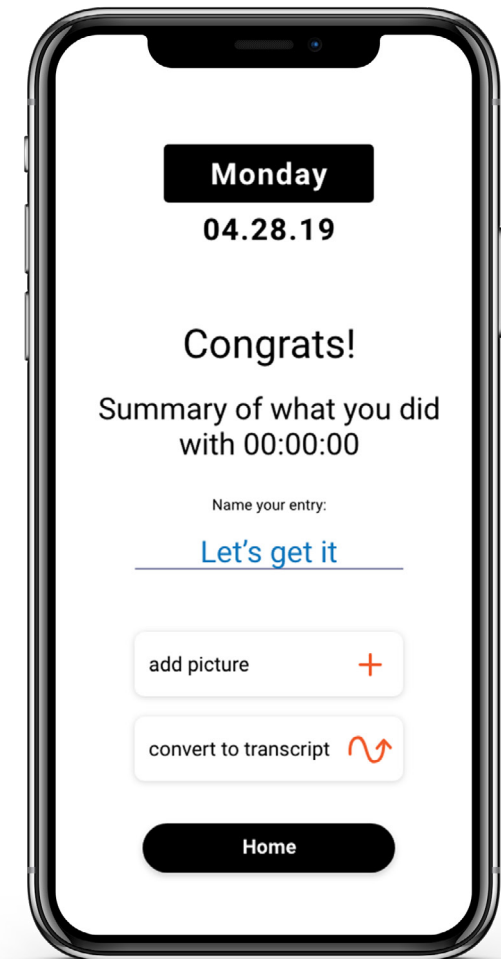 Monday
04.28.19
Congrats!
Summary of what you did
with 00:00:00
Name your entry:
Let’s get it
add picture
convert to transcript
Home